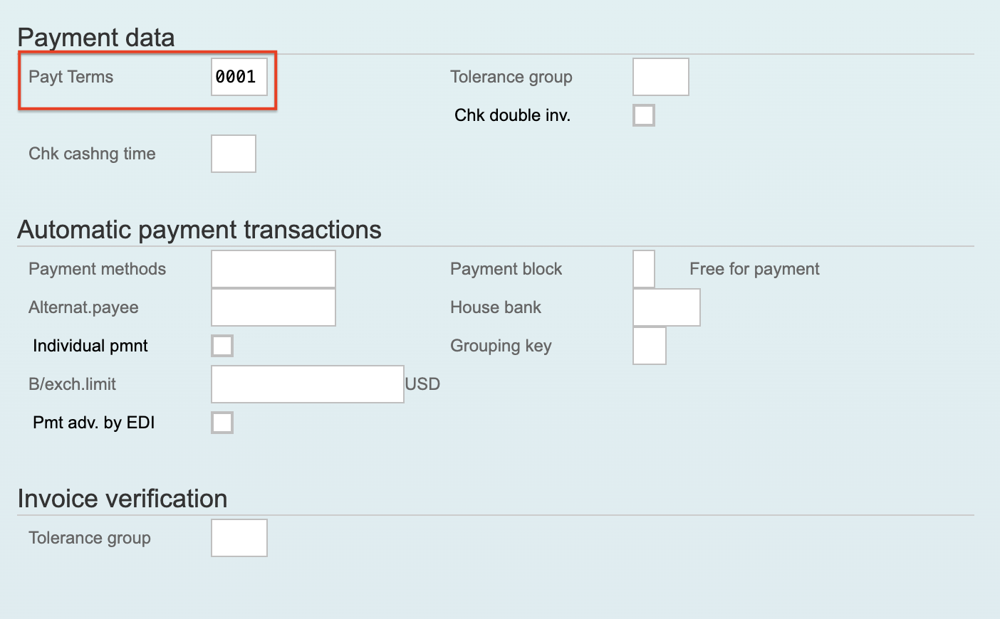 Payment data
Payt Terms 0001 Tolerance group
Chk double inv.
Chk cashng time
Automatic payment transactions
Payment methods Payment block Free for payment
Alternat.payee House bank
Individual pmnt Grouping key
B/exch.limit USD
Pmt adv. by EDI
Invoice verification
Tolerance group